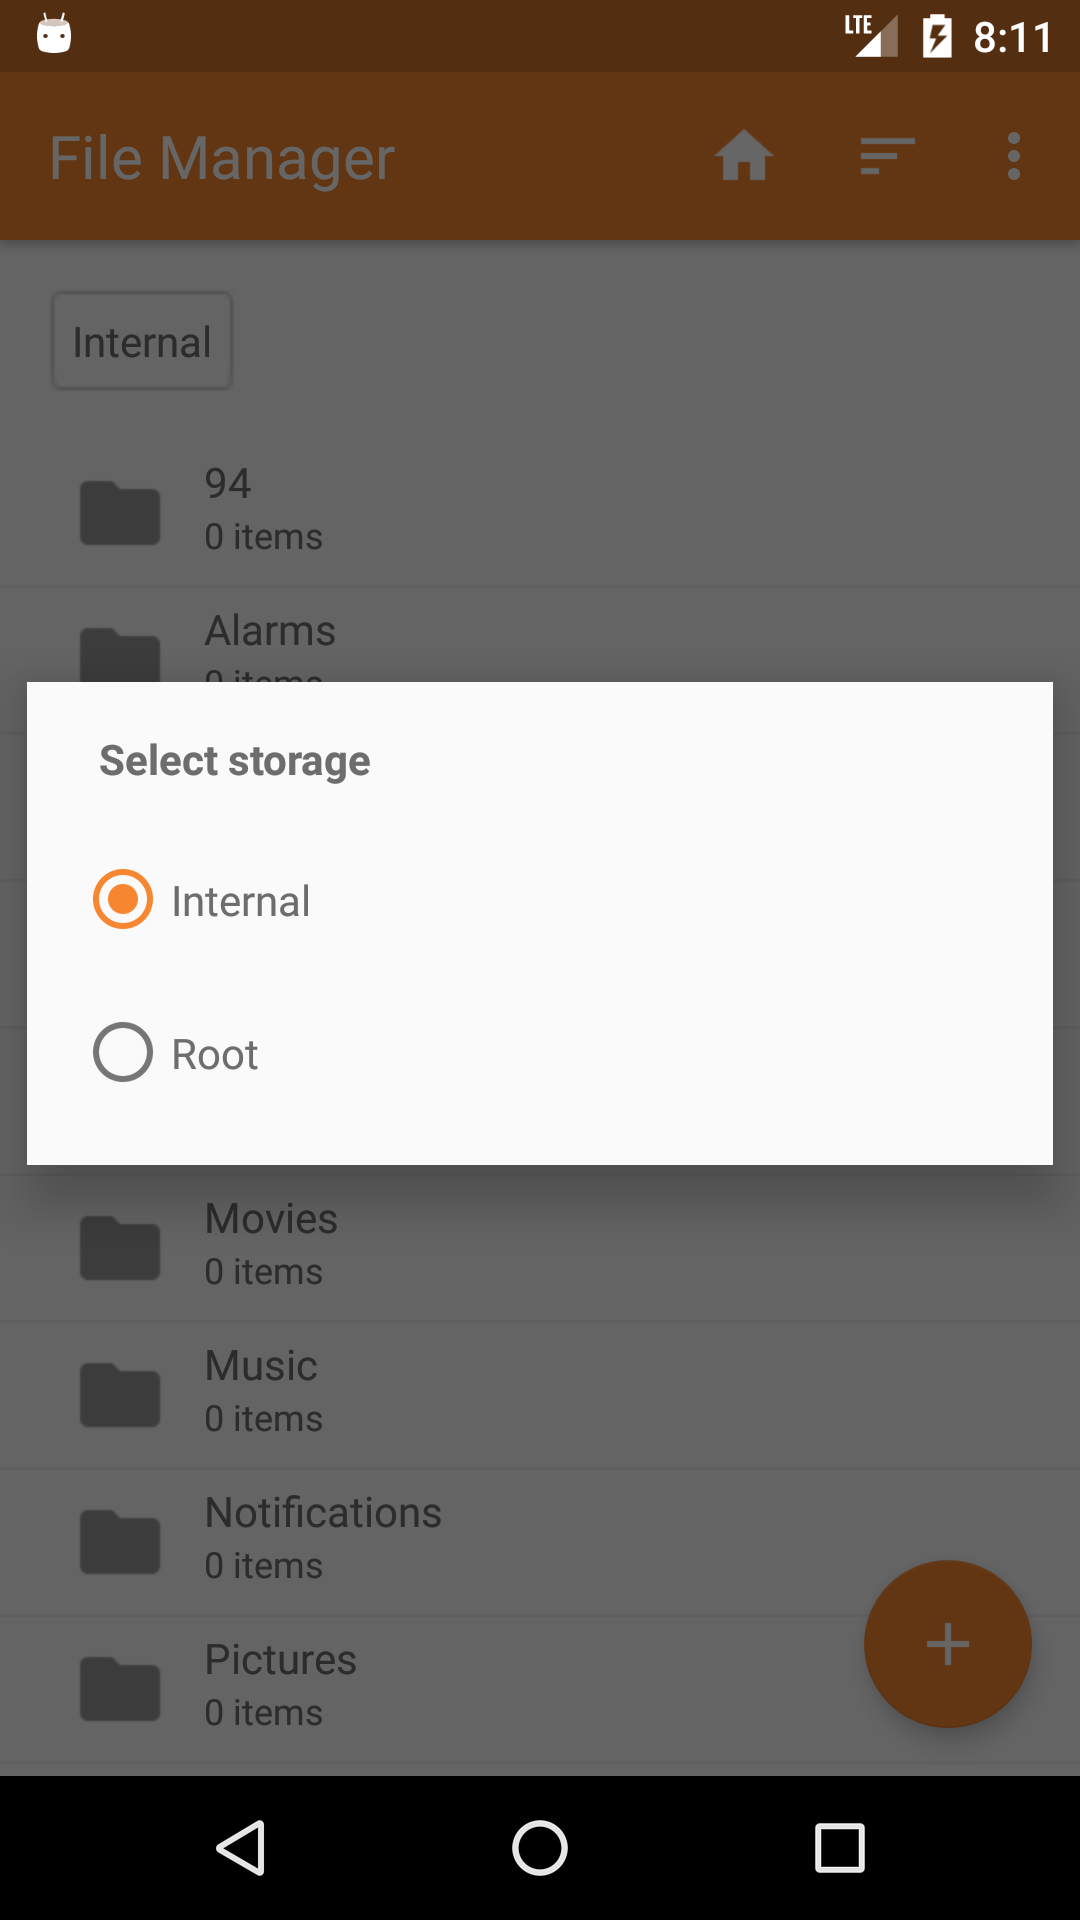 LTE 8:11
File Manager
Internal
94
0 items
Alarms
0 items
Select storage
Internal
Root
Movies
0 items
Music
0 items
Notifications
0 items
Pictures
0 items